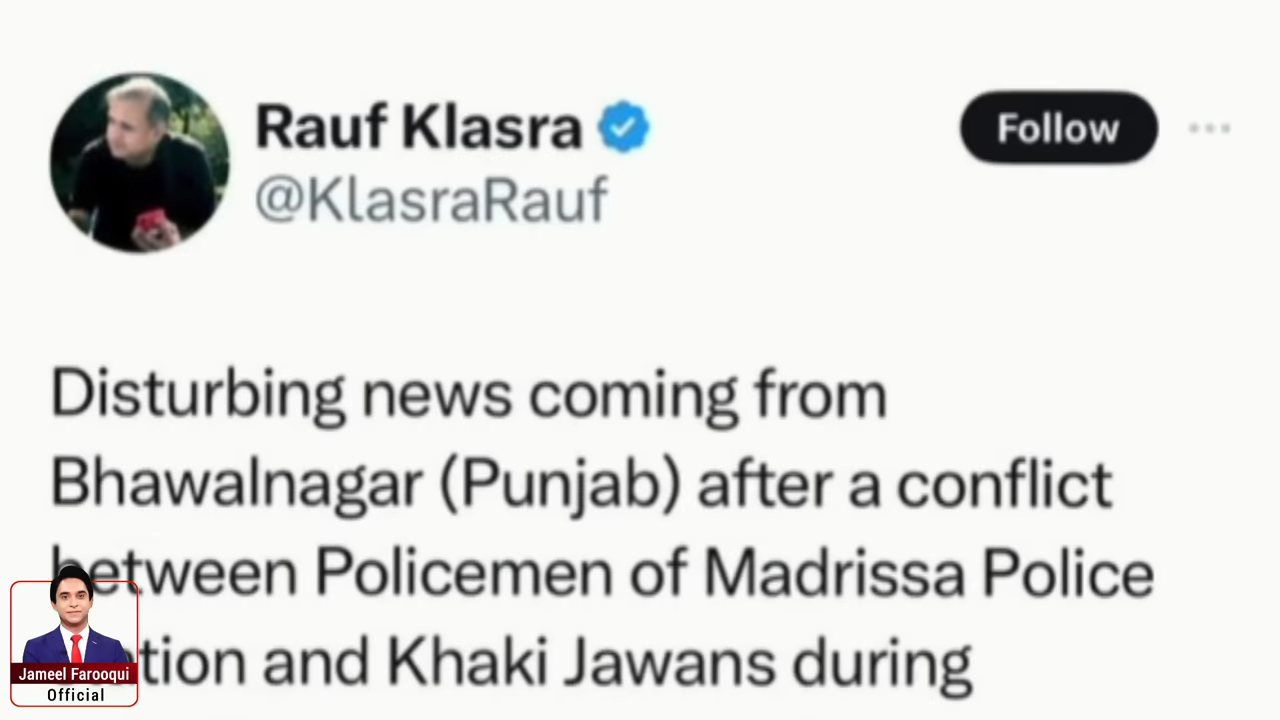 Rauf Klasra
Follow
@KlasraRauf
Disturbing news coming from
Bhawalnagar (Punjab) after a conflict
between Policemen of Madrissa Police
tion and Khaki Jawans during
Jameel Farooqui
Official